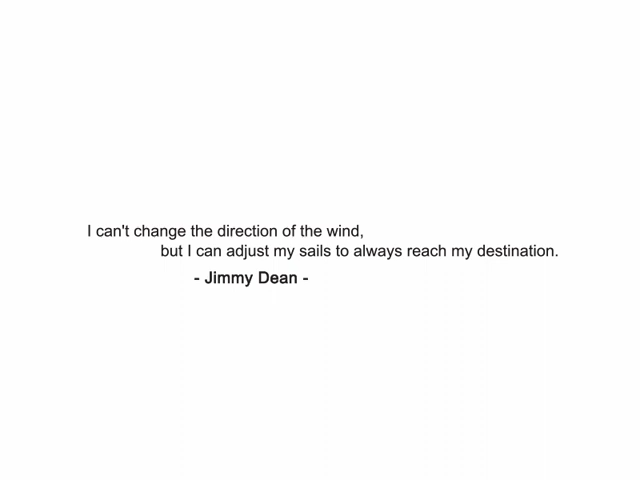 I can't change the direction of the wind,
but I can adjust my sails to always reach my destination.
- Jimmy Dean -